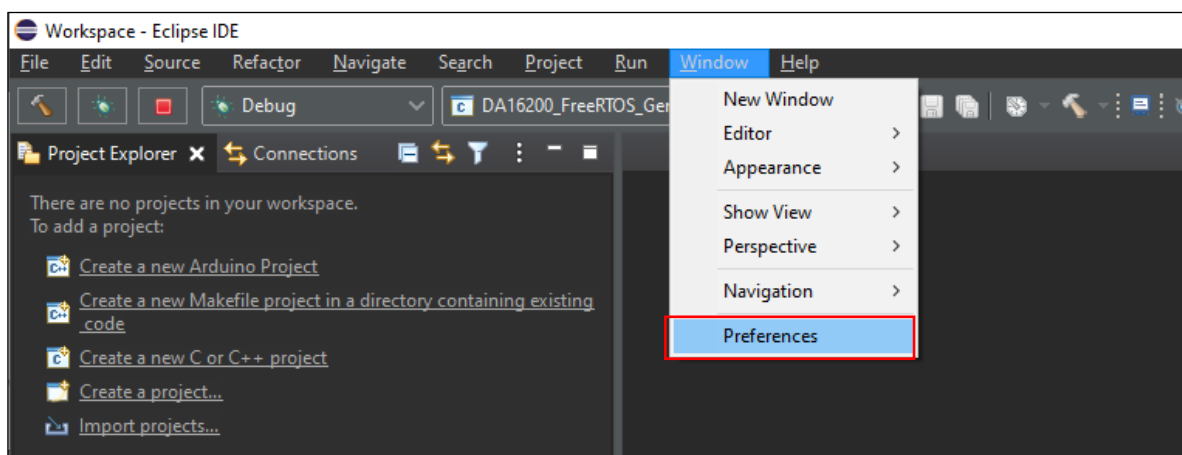 Workspace - Eclipse IDE
File Edit Source Refactor Navigate Search Project Run Window Help
Debug DA16200_FreeRTOS_Ger
Project Explorer Connections
There are no projects in your workspace.
To add a project:
Create a new Arduino Project
Create a new Makefile project in a directory containing existing
code
Create a new C or C++ project
Create a project...
Import projects...
New Window
Editor
Appearance
Show View
Perspective
Navigation
Preferences